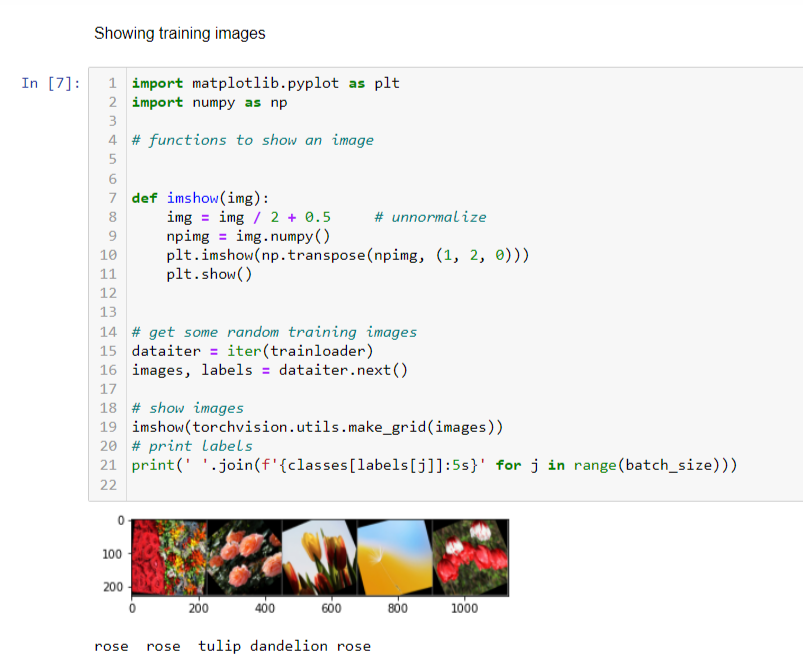 Showing training images
In [7]:
1 import matplotlib.pyplot as plt
2 import numpy as np
3
4 # functions to show an image
5
6
7 def imshow(img):
8     img = img / 2 + 0.5     # unnormalize
9     npimg = img.numpy()
10     plt.imshow(np.transpose(npimg, (1, 2, 0)))
11     plt.show()
12
13
14 # get some random training images
15 dataiter = iter(trainloader)
16 images, labels = dataiter.next()
17
18 # show images
19 imshow(torchvision.utils.make_grid(images))
20 # print labels
21 print(' '.join(f'{classes[labels[j]]:5s}' for j in range(batch_size)))
22
0
100
200
0 200 400 600 800 1000
rose  rose  tulip dandelion rose